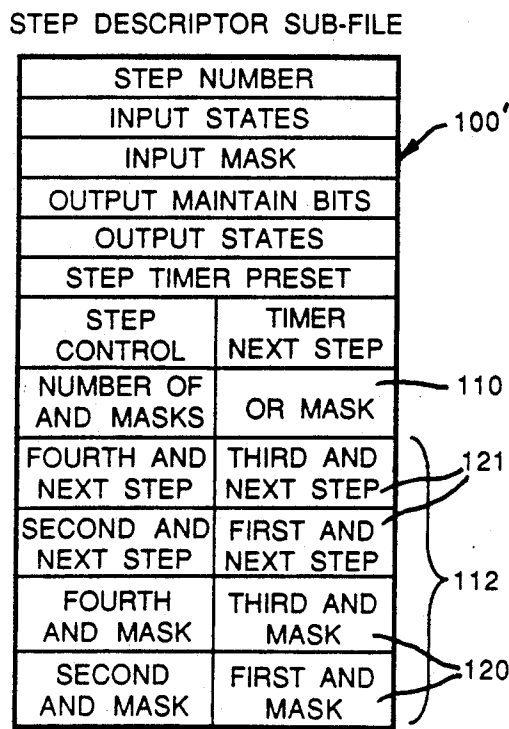 STEP DESCRIPTOR SUB-FILE
STEP NUMBER
INPUT STATES
100'
INPUT MASK
OUTPUT MAINTAIN BITS
OUTPUT STATES
STEP TIMER PRESET
STEP CONTROL
TIMER NEXT STEP
NUMBER OF AND MASKS
OR MASK
110
FOURTH AND NEXT STEP
THIRD AND NEXT STEP
121
SECOND AND NEXT STEP
FIRST AND NEXT STEP
112
FOURTH AND MASK
THIRD AND MASK
120
SECOND AND MASK
FIRST AND MASK